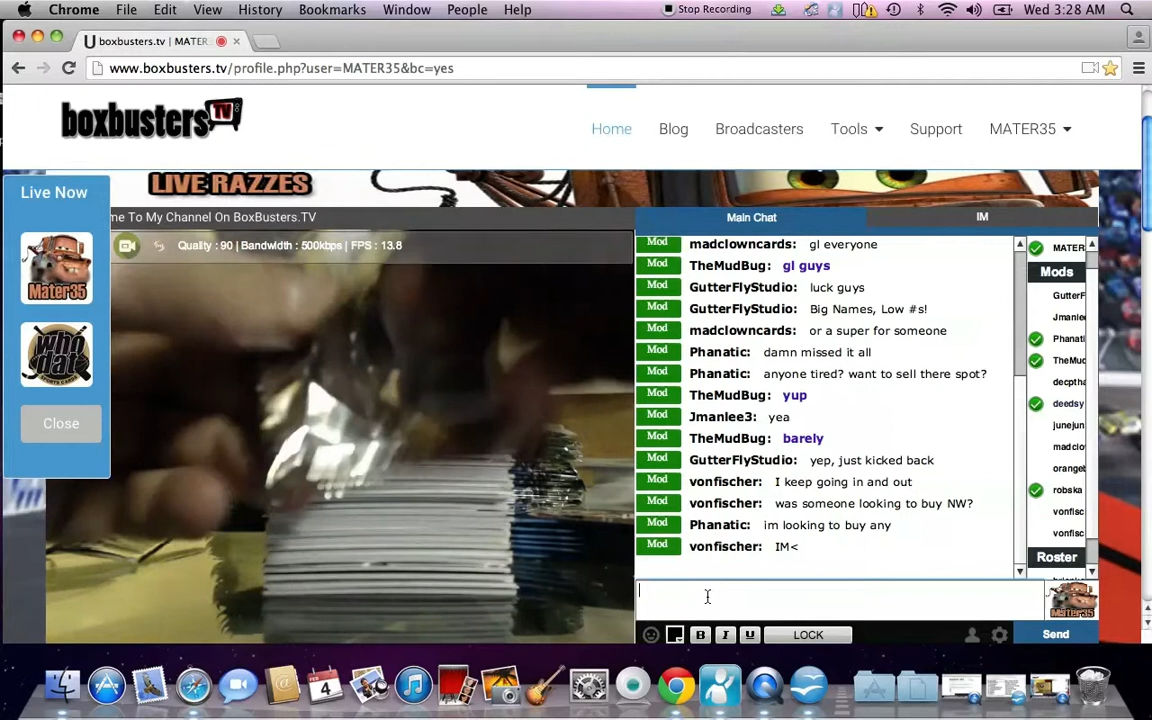 Chrome File Edit View History Bookmarks Window People Help Stop Recording Wed 3:28 AM
boxbusters.tv | MATER
www.boxbusters.tv/profile.php?user=MATER35&bc=yes
boxbusters TV
Home Blog Broadcasters Tools Support MATER35
LIVE RAZZES
Live Now
Mater35
who dat
SPORTS CARDS
Close
me To My Channel On BoxBusters.TV
Quality : 90 | Bandwidth : 500kbps | FPS : 13.8
Main Chat IM
Mod madclowncards: gl everyone
Mod TheMudBug: gl guys
Mod GutterFlyStudio: luck guys
Mod GutterFlyStudio: Big Names, Low #s!
Mod madclowncards: or a super for someone
Mod Phanatic: damn missed it all
Mod Phanatic: anyone tired? want to sell there spot?
Mod TheMudBug: yup
Mod Jmanlee3: yea
Mod TheMudBug: barely
Mod GutterFlyStudio: yep, just kicked back
Mod vonfischer: I keep going in and out
Mod vonfischer: was someone looking to buy NW?
Mod Phanatic: im looking to buy any
Mod vonfischer: IM<
MATER
Mods
GutterF
Jmanle
Phanati
TheMuc
decptha
deedsy
junejun
madclo
orangeb
robska
vonfisc
vonfisc
Roster
Mater35
B I U LOCK Send
4